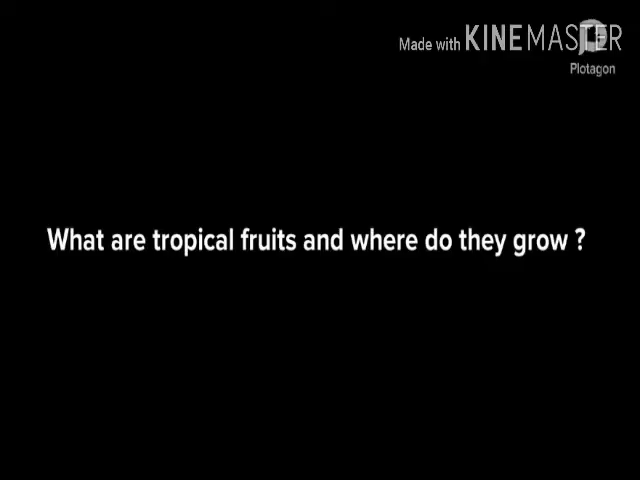 Made with KINEMASTER
Plotagon
What are tropical fruits and where do they grow ?